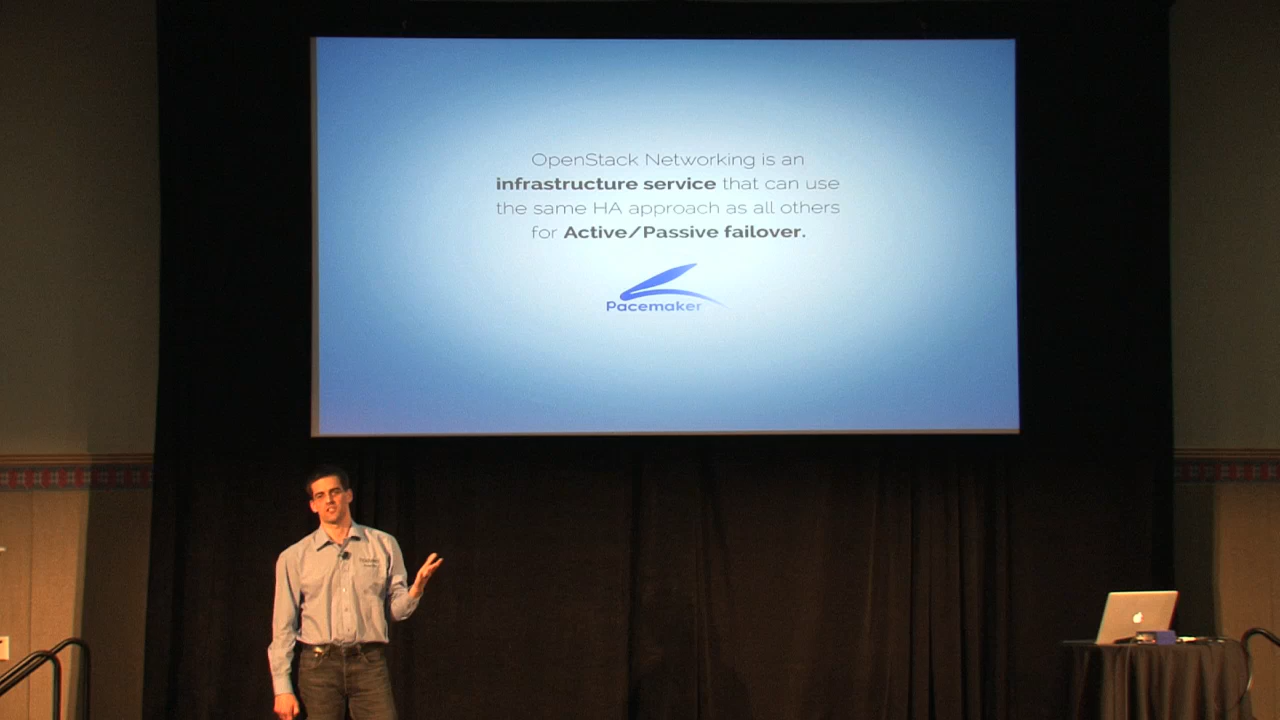 OpenStack Networking is an
infrastructure service that can use
the same HA approach as all others
for Active/Passive failover.
Pacemaker